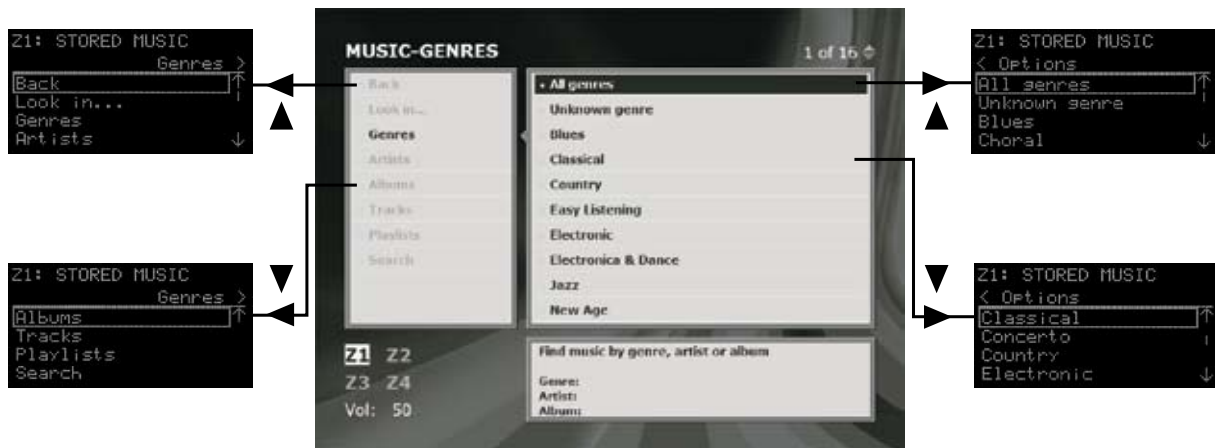 Z1: STORED MUSIC
Genres >
Back
Look in...
Genres
Artists
Z1: STORED MUSIC
Genres >
Albums
Tracks
Playlists
Search
MUSIC-GENRES
1 of 16
Back
Look in...
Genres
Artists
Albums
Tracks
Playlists
Search
• All genres
Unknown genre
Blues
Classical
Country
Easy Listening
Electronic
Electronica & Dance
Jazz
New Age
Z1 Z2
Z3 Z4
Vol: 50
Find music by genre, artist or album
Genre:
Artist:
Album:
Z1: STORED MUSIC
< Options
All genres
Unknown genre
Blues
Choral
Z1: STORED MUSIC
< Options
Classical
Concerto
Country
Electronic